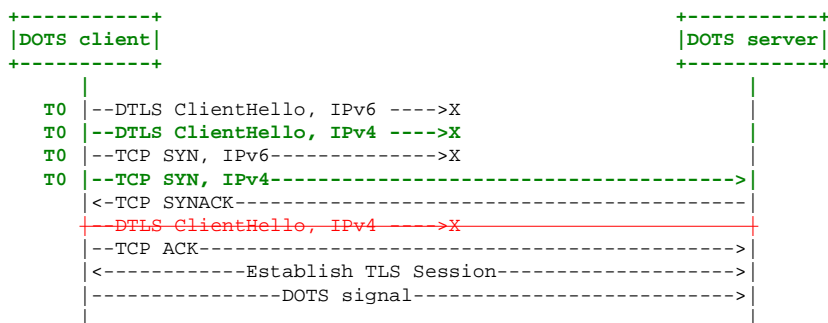 +-----------+                                                 +-----------+
|DOTS client|                                                 |DOTS server|
+-----------+                                                 +-----------+
      |                                                             |
   T0 |--DTLS ClientHello, IPv6 ---->X                              |
   T0 |--DTLS ClientHello, IPv4 ---->X                              |
   T0 |--TCP SYN, IPv6-------------->X                              |
   T0 |--TCP SYN, IPv4--------------------------------------->|
      |<-TCP SYNACK-------------------------------------------|
      |--DTLS ClientHello, IPv4 ---->X                              |
      |--TCP ACK--------------------------------------------->|
      |<------------Establish TLS Session-------------------->|
      |----------------DOTS signal--------------------------->|
      |                                                             |